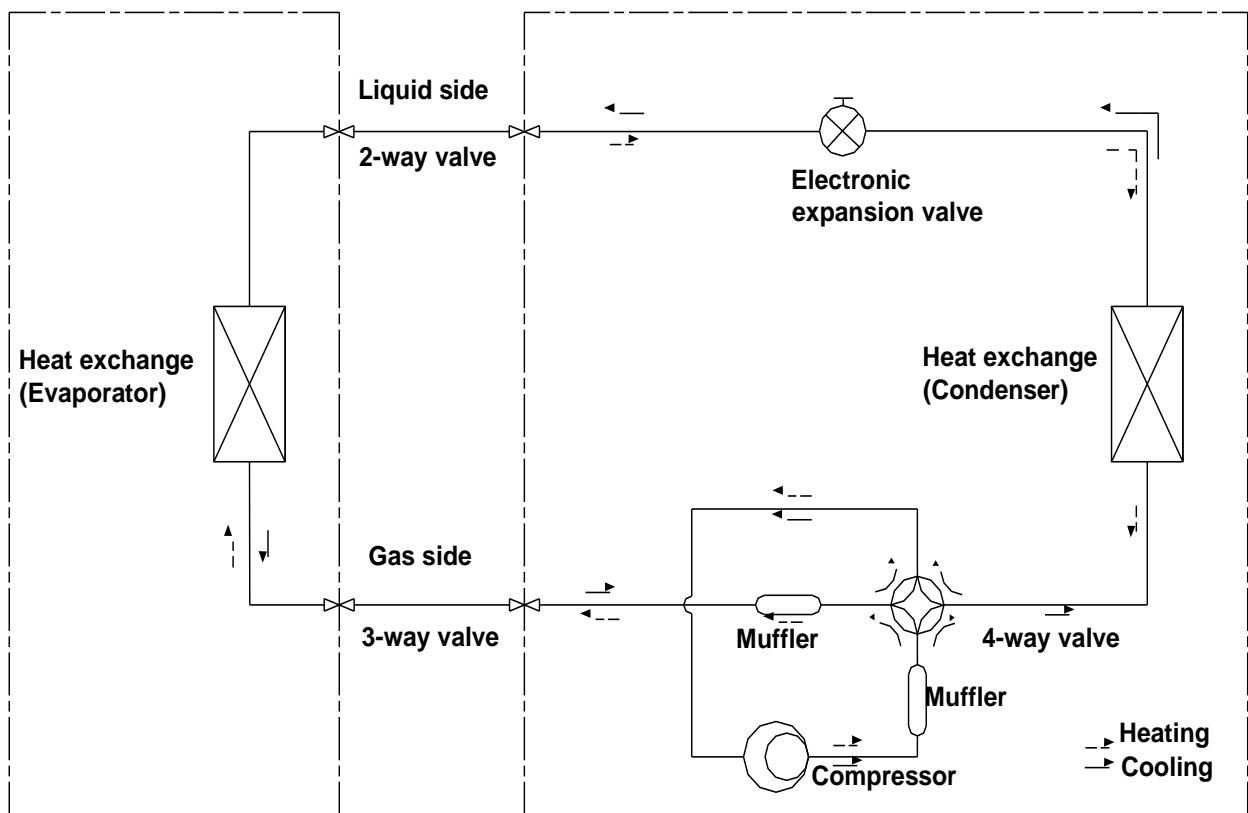 Liquid side
2-way valve
Electronic
expansion valve
Heat exchange
(Evaporator)
Heat exchange
(Condenser)
Gas side
3-way valve
Muffler
4-way valve
Muffler
Compressor
Heating
Cooling